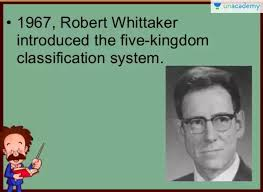 unacademy
• 1967, Robert Whittaker
introduced the five-kingdom
classification system.